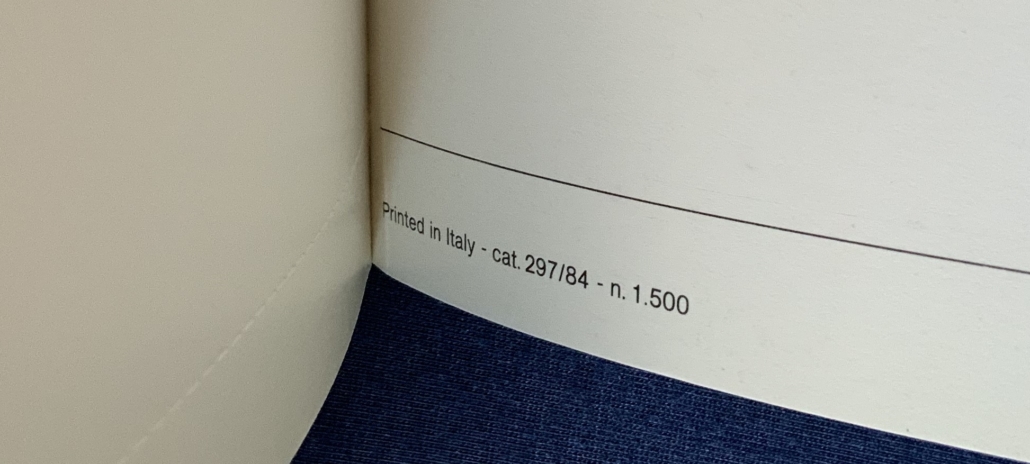 Printed in Italy - cat. 297/84 - n. 1.500